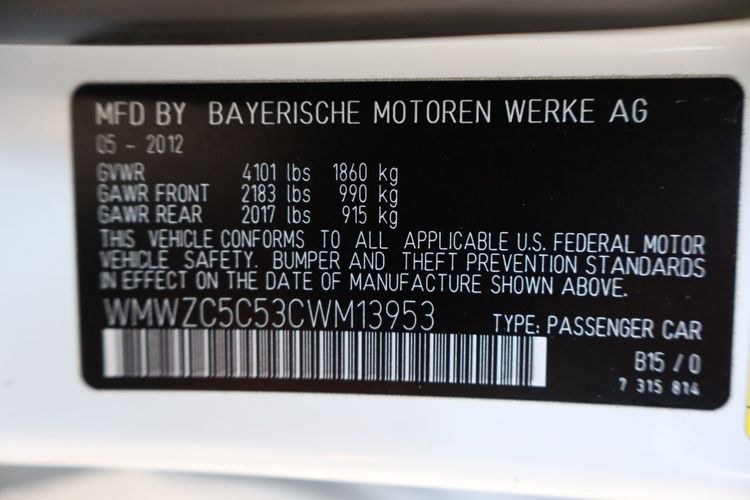 MFD BY BAYERISCHE MOTOREN WERKE AG
05 - 2012
GVWR 4101 lbs 1860 kg
GAWR FRONT 2183 lbs 990 kg
GAWR REAR 2017 lbs 915 kg
THIS VEHICLE CONFORMS TO ALL APPLICABLE U.S. FEDERAL MOTOR
VEHICLE SAFETY. BUMPER AND THEFT PREVENTION STANDARDS
IN EFFECT ON THE DATE OF MANUFACTURE SHOWN ABOVE.
WMWZC5C53CWM13953 TYPE: PASSENGER CAR
B15 / 0
7 315 814